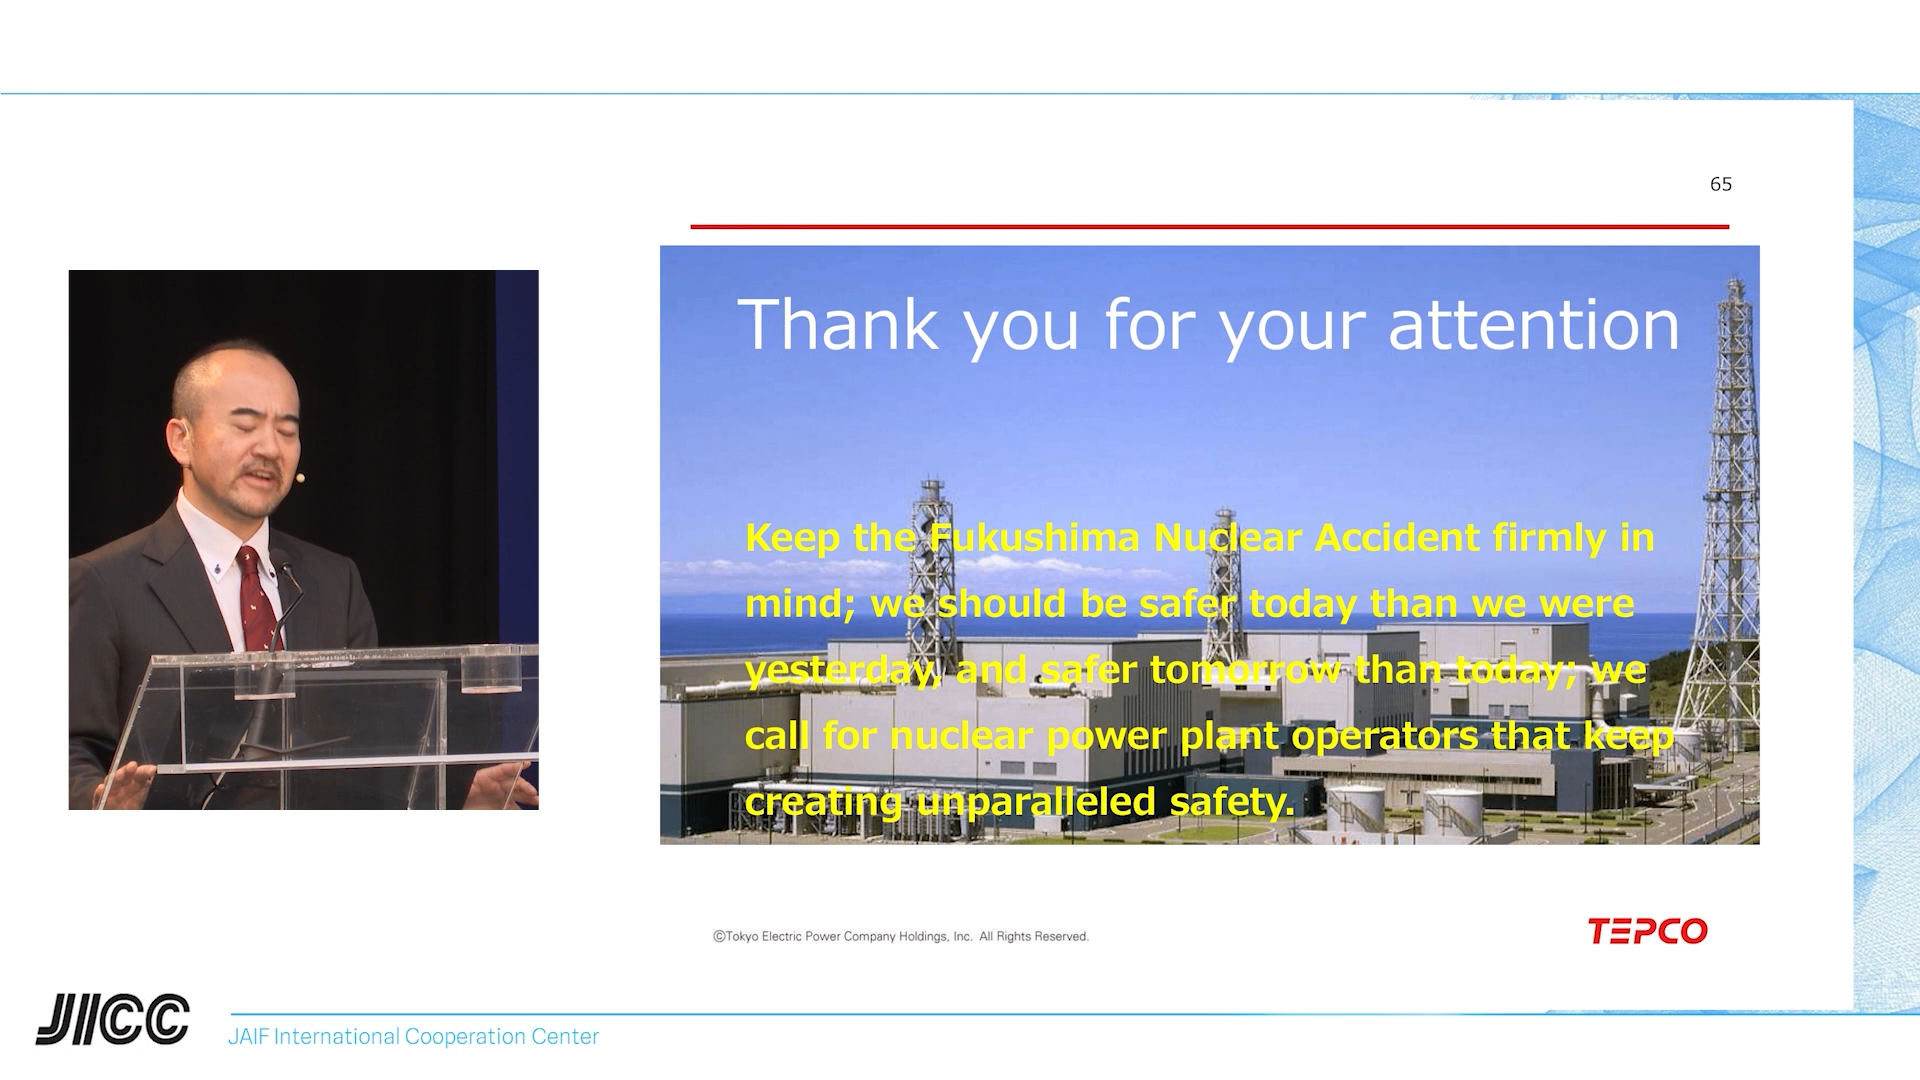 65
Thank you for your attention
Keep the Fukushima Nuclear Accident firmly in
mind; we should be safer today than we were
yesterday, and safer tomorrow than today; we
call for nuclear power plant operators that keep
creating unparalleled safety.
©Tokyo Electric Power Company Holdings, Inc. All Rights Reserved.
TEPCO
JICC
JAIF International Cooperation Center